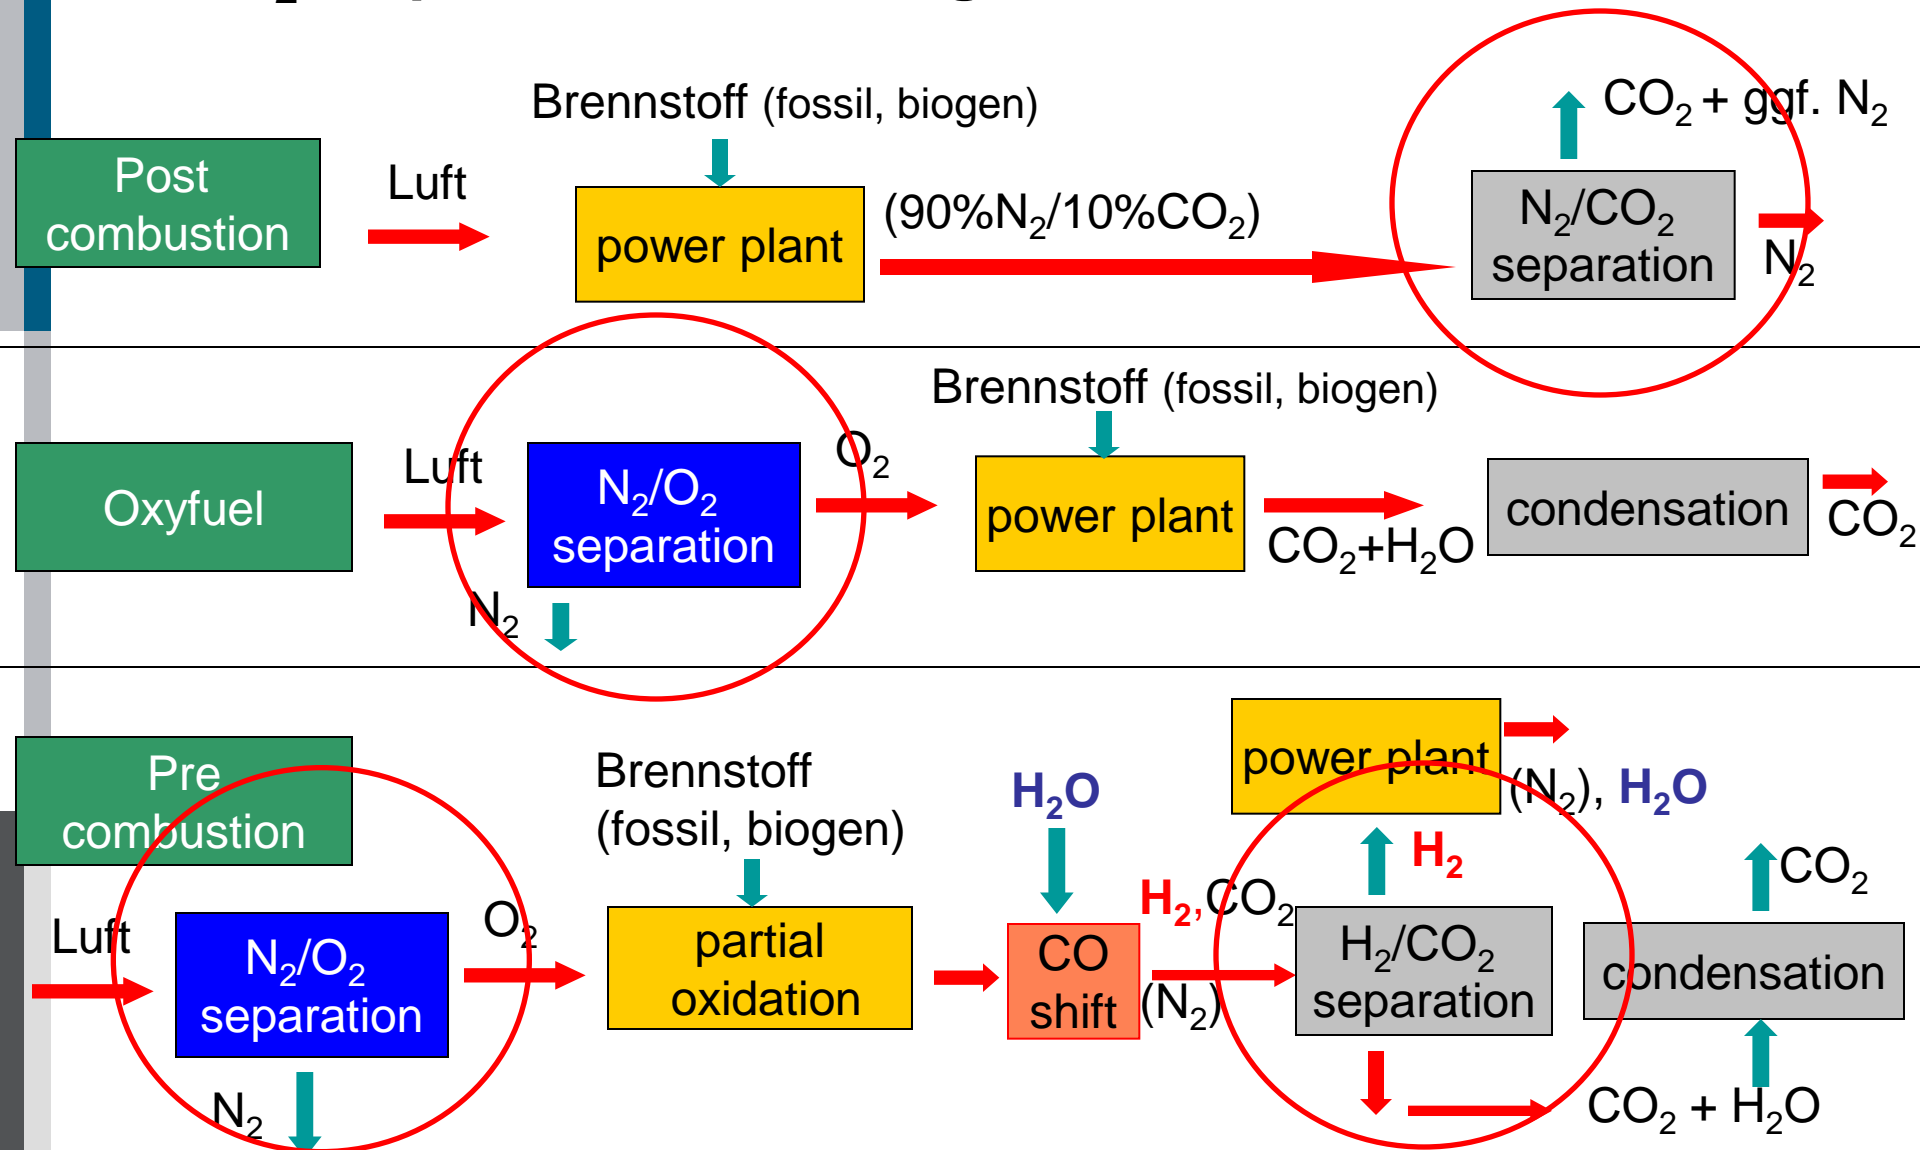 Brennstoff (fossil, biogen)
CO₂ + ggf. N₂
Post
combustion
Luft
power plant
(90%N₂/10%CO₂)
N₂/CO₂
separation
N₂
Brennstoff (fossil, biogen)
Oxyfuel
Luft
N₂/O₂
separation
O₂
N₂
power plant
CO₂+H₂O
condensation
CO₂
Pre
combustion
Luft
N₂/O₂
separation
O₂
N₂
Brennstoff
(fossil, biogen)
partial
oxidation
H₂O
CO
shift
H₂,CO₂
(N₂)
power plant
(N₂), H₂O
H₂
H₂/CO₂
separation
CO₂
condensation
CO₂ + H₂O